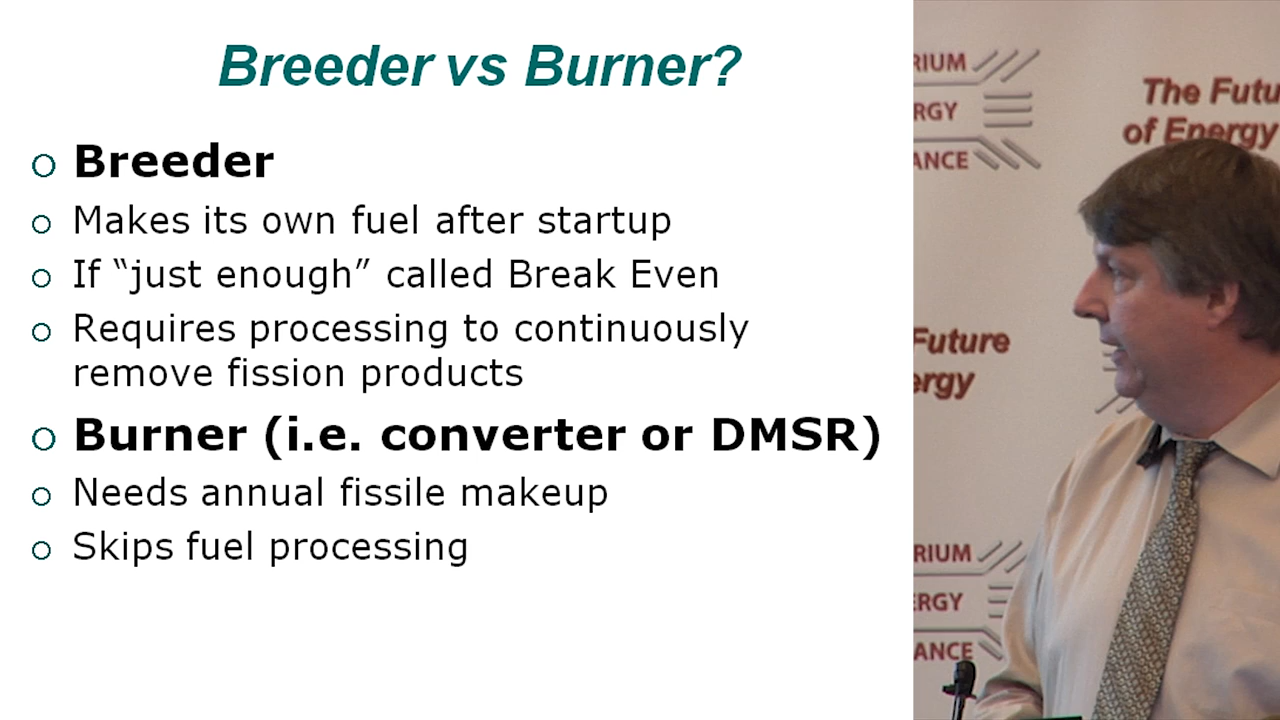 Breeder vs Burner?
Breeder
Makes its own fuel after startup
If “just enough” called Break Even
Requires processing to continuously
remove fission products
Burner (i.e. converter or DMSR)
Needs annual fissile makeup
Skips fuel processing
RIUM
RGY
ANCE
The Futu
of Energy
Future
ergy
RIUM
ERGY
ANCE